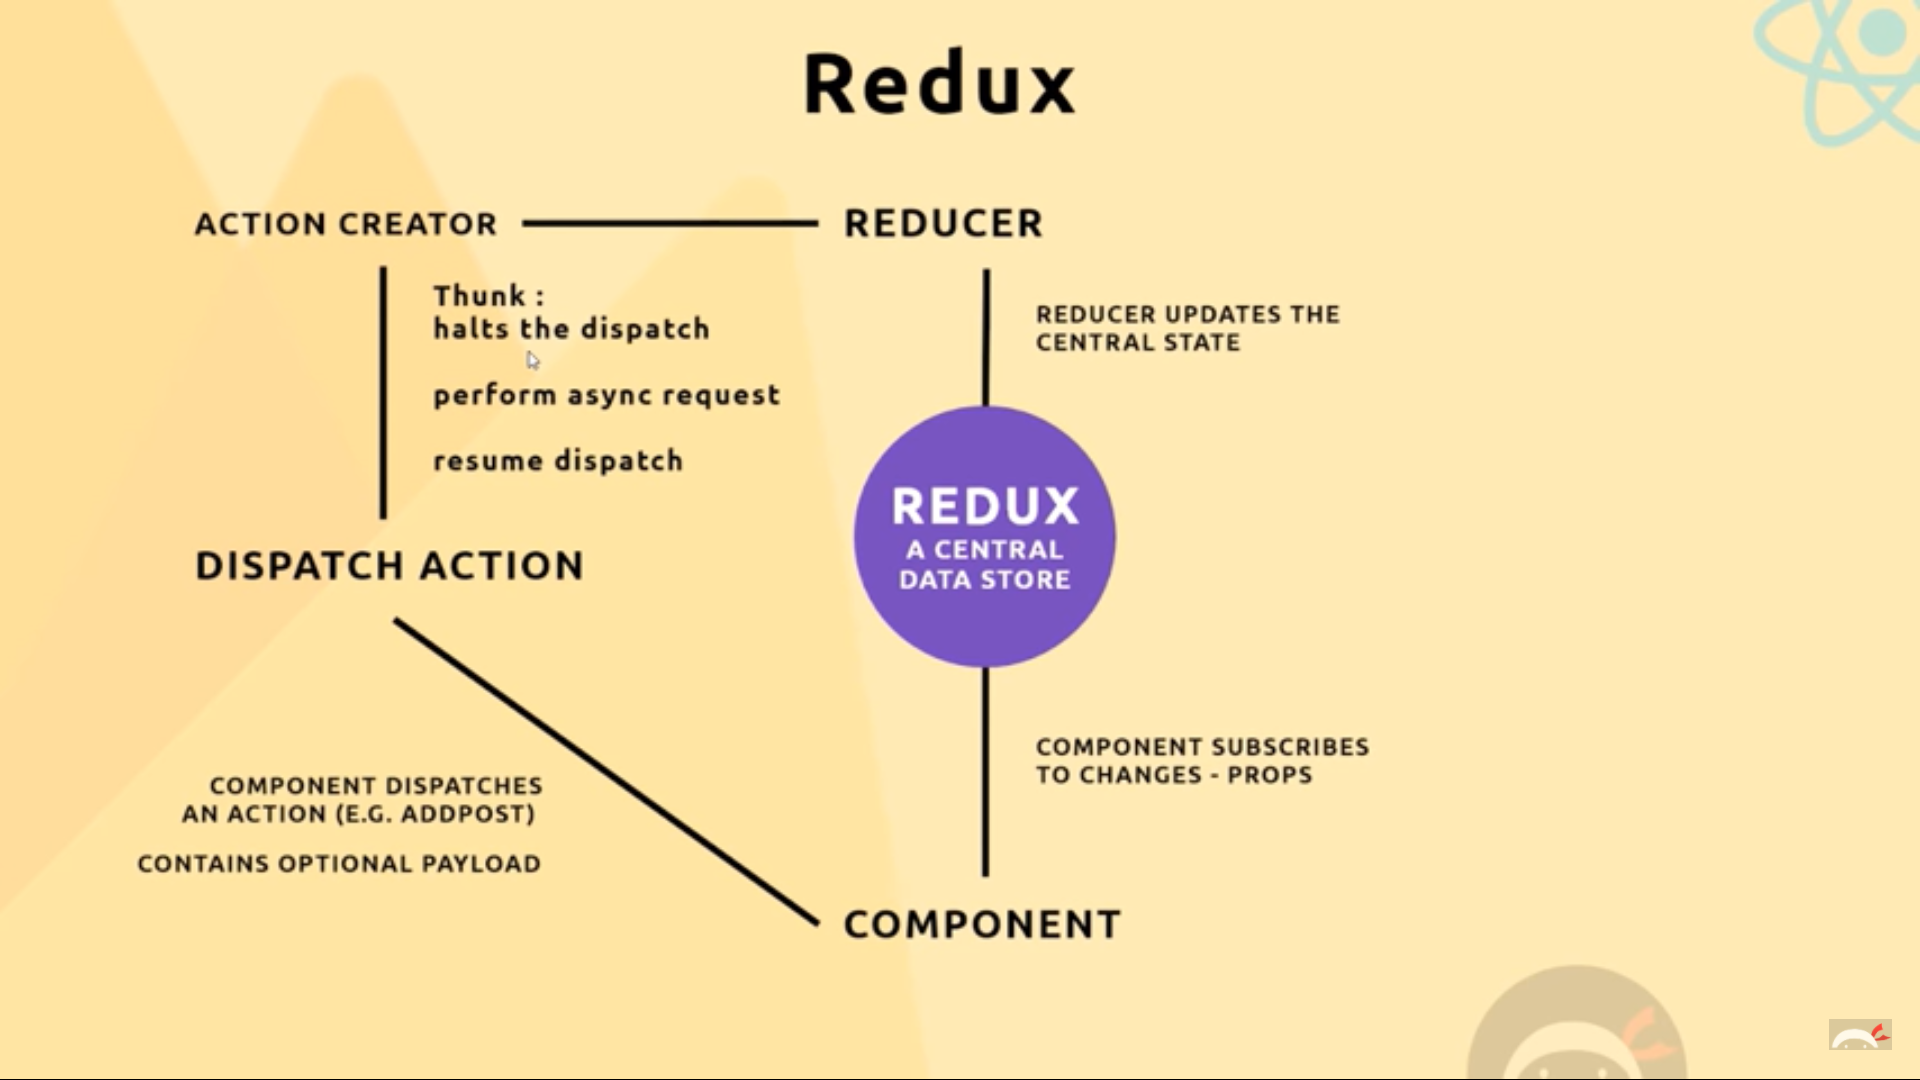 Redux
ACTION CREATOR
REDUCER
Thunk :
halts the dispatch
perform async request
resume dispatch
REDUCER UPDATES THE
CENTRAL STATE
REDUX
A CENTRAL
DATA STORE
DISPATCH ACTION
COMPONENT SUBSCRIBES
TO CHANGES - PROPS
COMPONENT DISPATCHES
AN ACTION (E.G. ADDPOST)
CONTAINS OPTIONAL PAYLOAD
COMPONENT